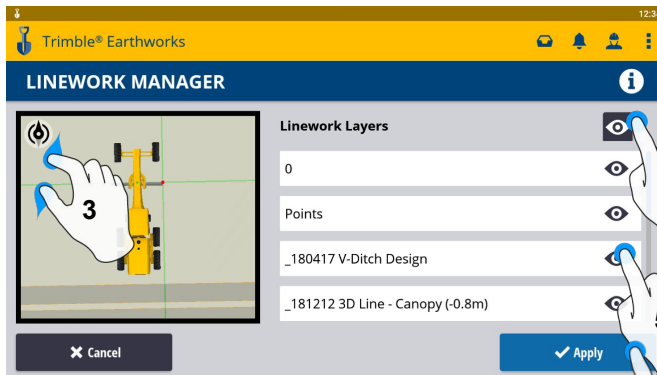 12:3
Trimble® Earthworks
LINEWORK MANAGER
Linework Layers
0
Points
3
_180417 V-Ditch Design
_181212 3D Line - Canopy (-0.8m)
Cancel
Apply